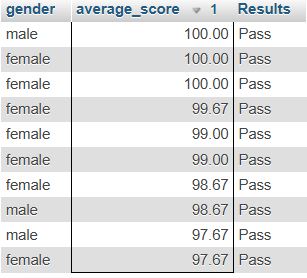 gender average_score 1 Results
male 100.00 Pass
female 100.00 Pass
female 100.00 Pass
female 99.67 Pass
female 99.00 Pass
female 99.00 Pass
female 98.67 Pass
male 98.67 Pass
male 97.67 Pass
female 97.67 Pass